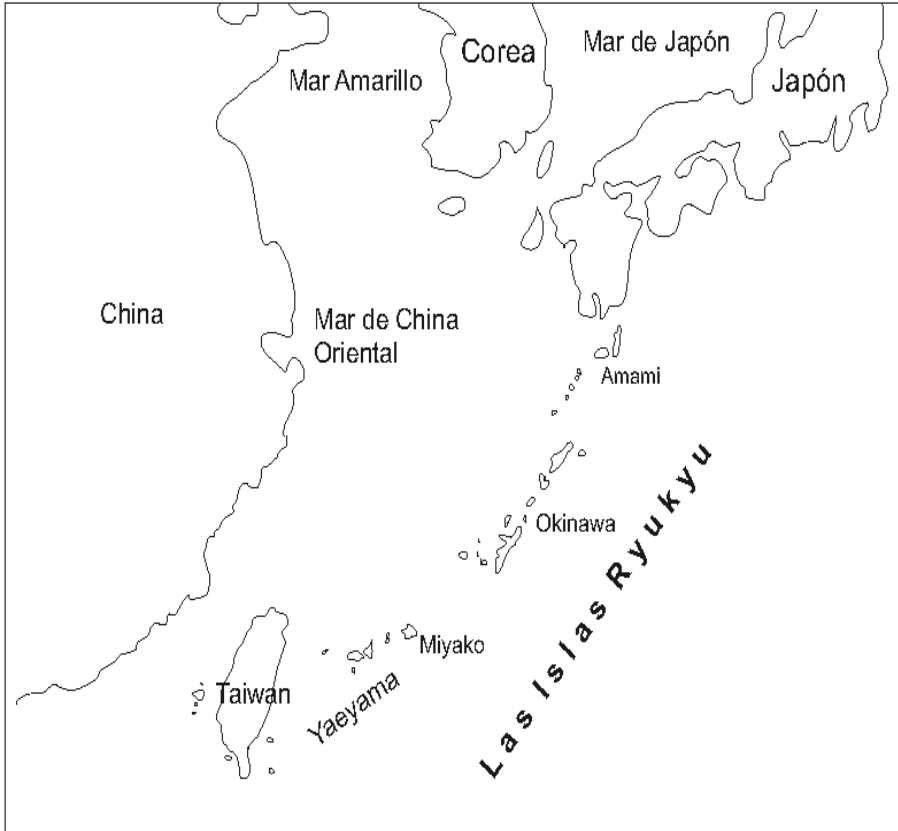 Corea
Mar de Japón
Mar Amarillo
Japón
China
Mar de China
Oriental
Amami
Okinawa
Las Islas Ryukyu
Miyako
Taiwan
Yaeyama